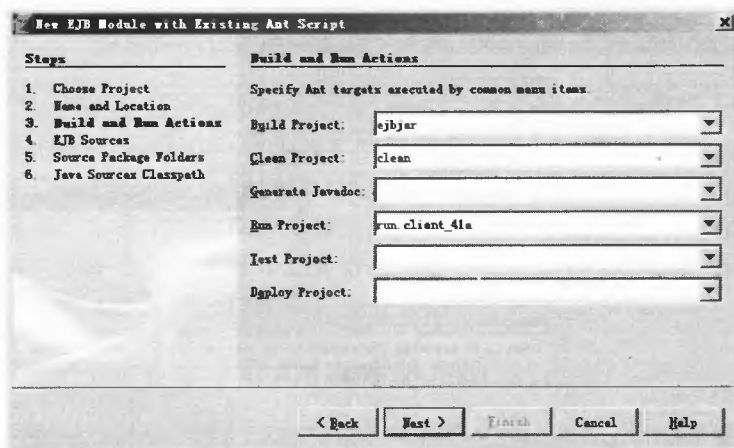 New EJB Module with Existing Ant Script
Steps
1. Choose Project
2. Name and Location
3. Build and Run Actions
4. EJB Sources
5. Source Package Folders
6. Java Sources Classpath
Build and Run Actions
Specify Ant targets executed by common menu items.
Build Project: ejbjar
Clean Project: clean
Generate Javadoc:
Run Project: run.client_41a
Test Project:
Deploy Project:
< Back Next > Finish Cancel Help